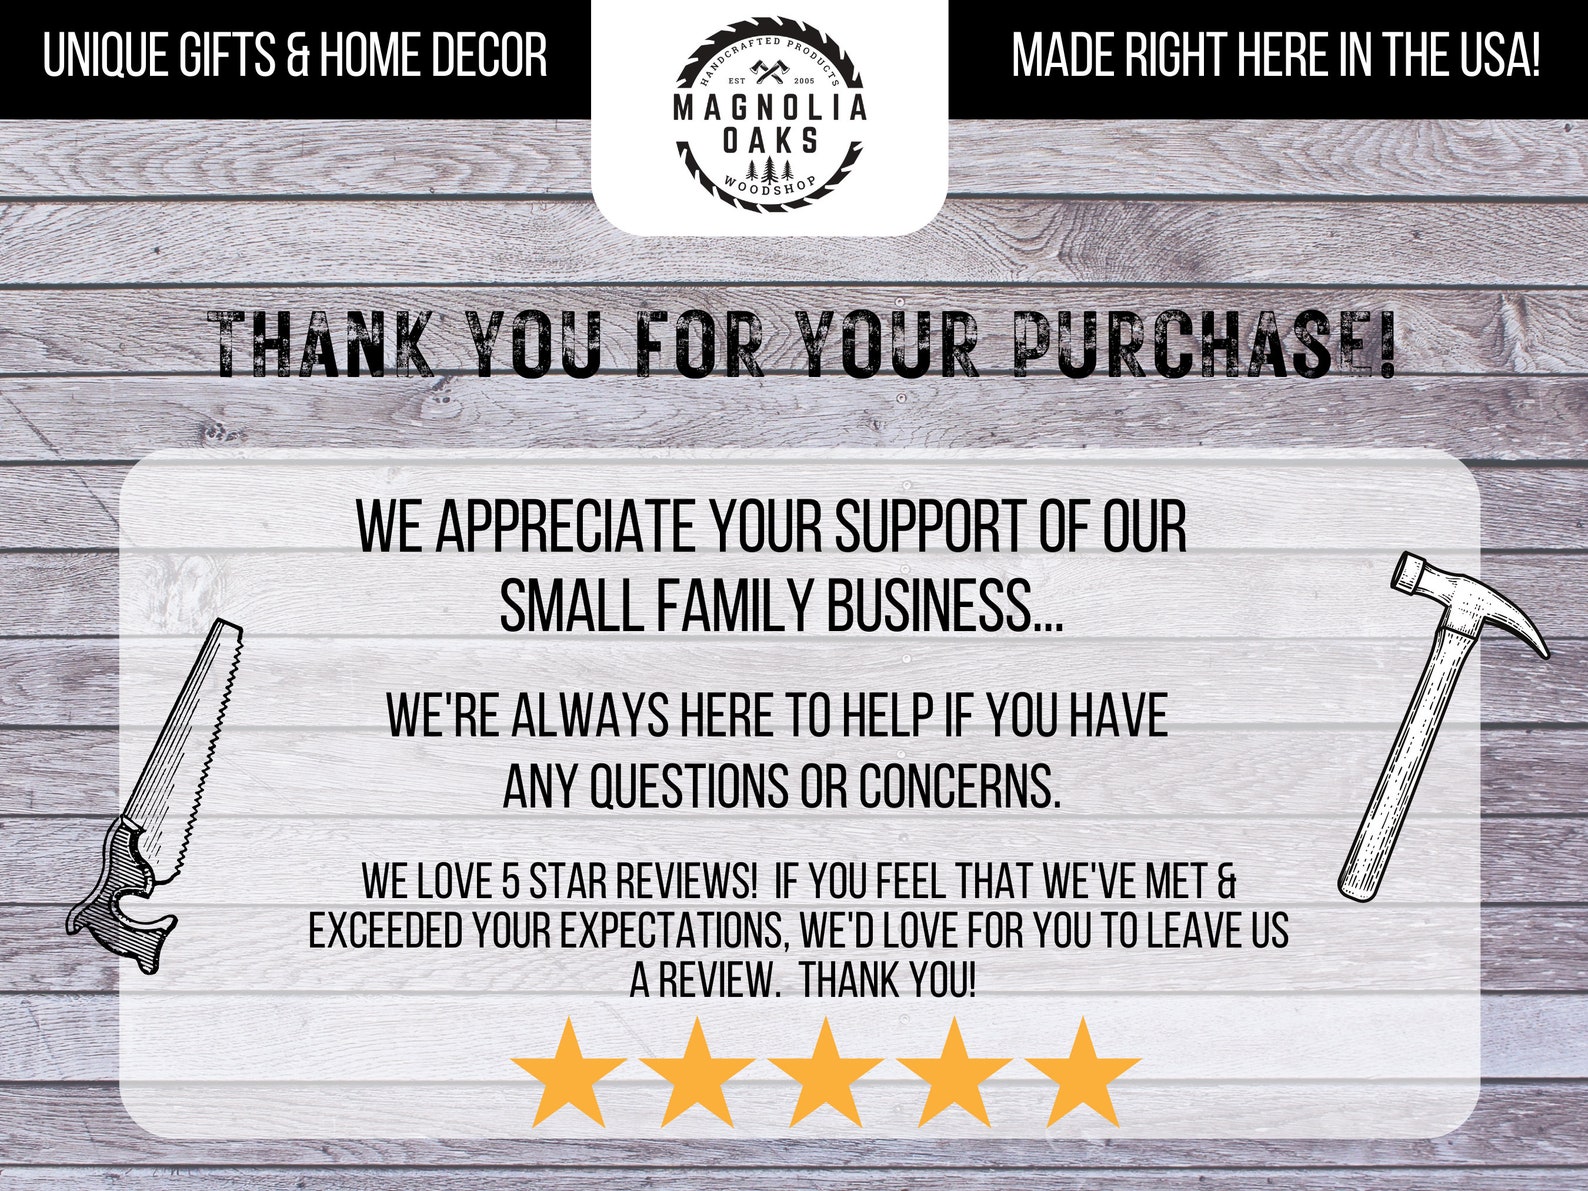 UNIQUE GIFTS & HOME DECOR
HANDCRAFTED PRODUCTS
EST 2005
MAGNOLIA
OAKS
WOODSHOP
MADE RIGHT HERE IN THE USA!
THANK YOU FOR YOUR PURCHASE!
WE APPRECIATE YOUR SUPPORT OF OUR
SMALL FAMILY BUSINESS...
WE'RE ALWAYS HERE TO HELP IF YOU HAVE
ANY QUESTIONS OR CONCERNS.
WE LOVE 5 STAR REVIEWS! IF YOU FEEL THAT WE'VE MET &
EXCEEDED YOUR EXPECTATIONS, WE'D LOVE FOR YOU TO LEAVE US
A REVIEW. THANK YOU!